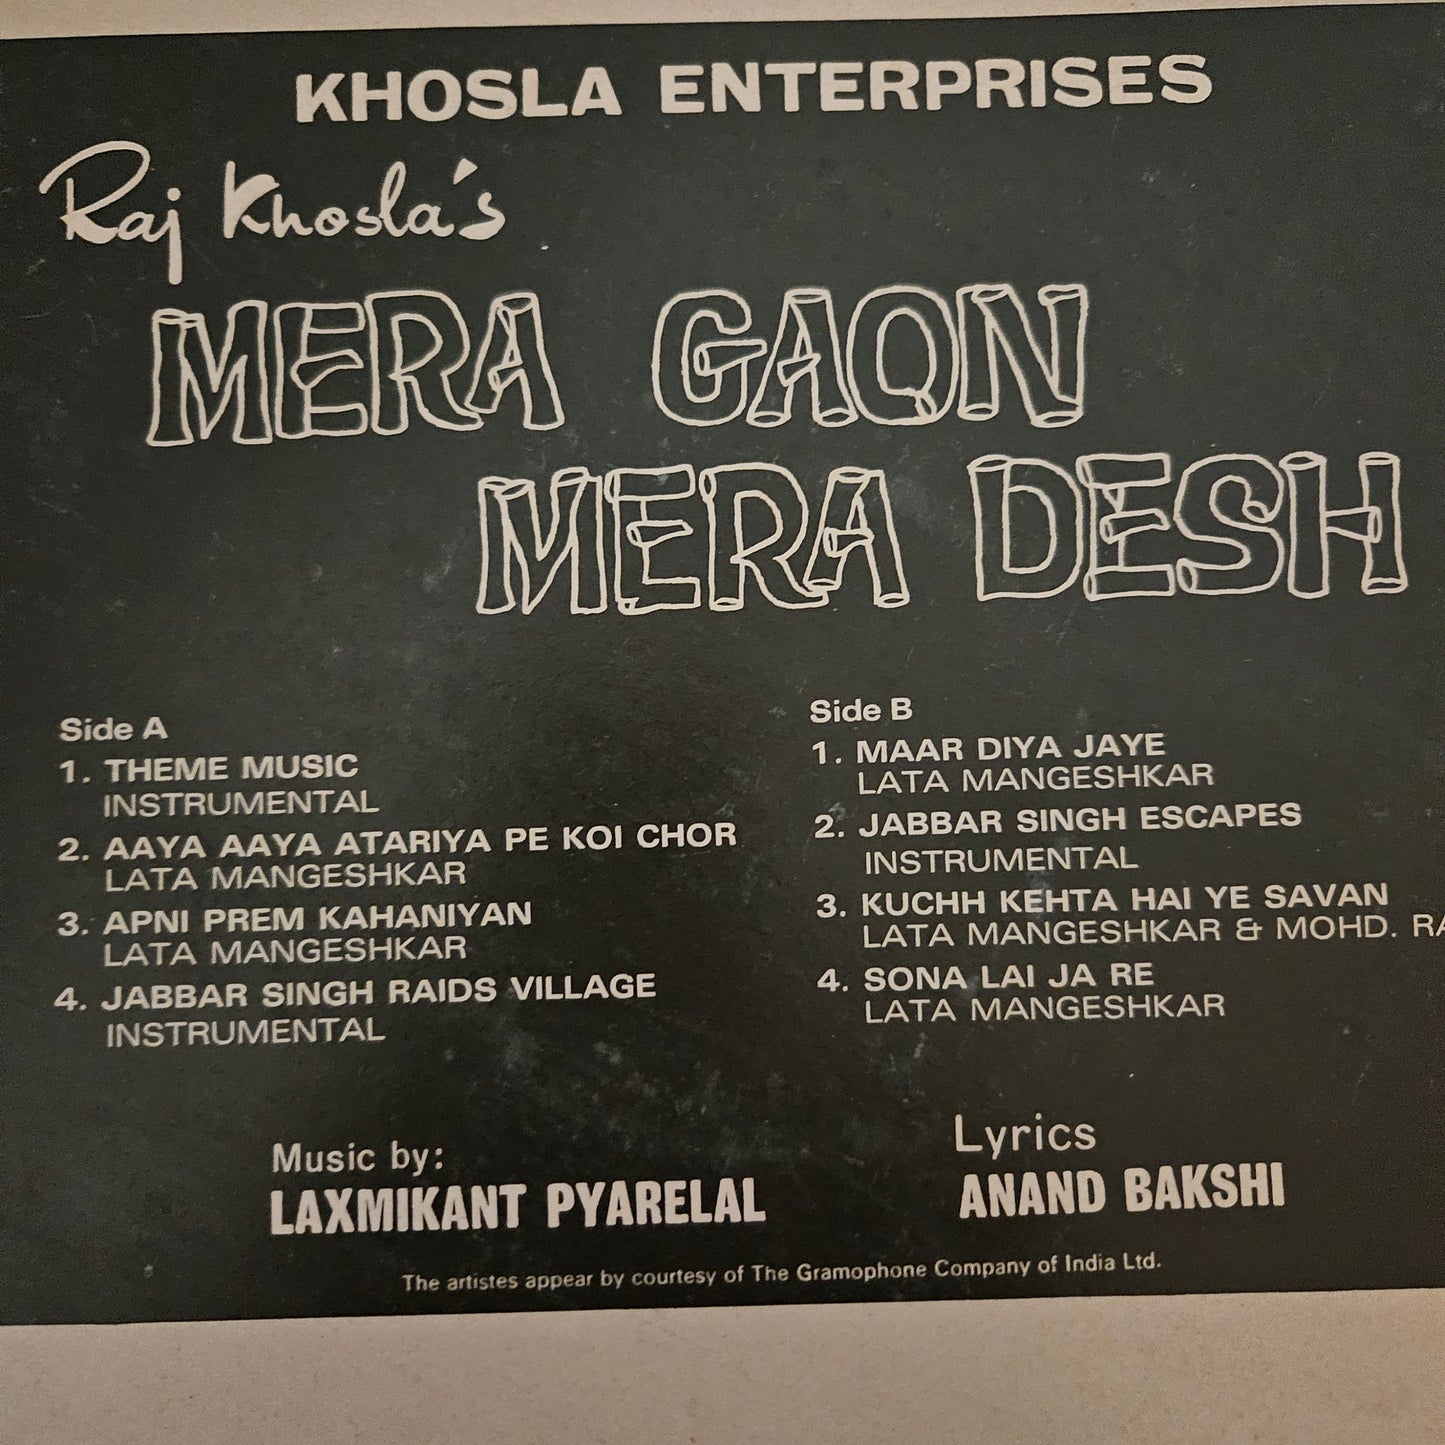 KHOSLA ENTERPRISES
Raj Khosla's
MERA GAON
MERA DESH
Side A
1. THEME MUSIC
INSTRUMENTAL
2. AAYA AAYA ATARIYA PE KOI CHOR
LATA MANGESHKAR
3. APNI PREM KAHANIYAN
LATA MANGESHKAR
4. JABBAR SINGH RAIDS VILLAGE
INSTRUMENTAL
Side B
1. MAAR DIYA JAYE
LATA MANGESHKAR
2. JABBAR SINGH ESCAPES
INSTRUMENTAL
3. KUCHH KEHTA HAI YE SAVAN
LATA MANGESHKAR & MOHD.
4. SONA LAI JA RE
LATA MANGESHKAR
Music by:
LAXMIKANT PYARELAL
Lyrics
ANAND BAKSHI
The artistes appear by courtesy of The Gramophone Company of India Ltd.